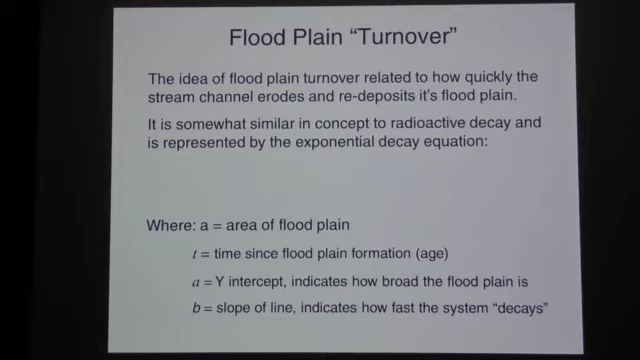 Flood Plain “Turnover”
The idea of flood plain turnover related to how quickly the
stream channel erodes and re-deposits it's flood plain.
It is somewhat similar in concept to radioactive decay and
is represented by the exponential decay equation:
Where: a = area of flood plain
t = time since flood plain formation (age)
a = Y intercept, indicates how broad the flood plain is
b = slope of line, indicates how fast the system “decays”